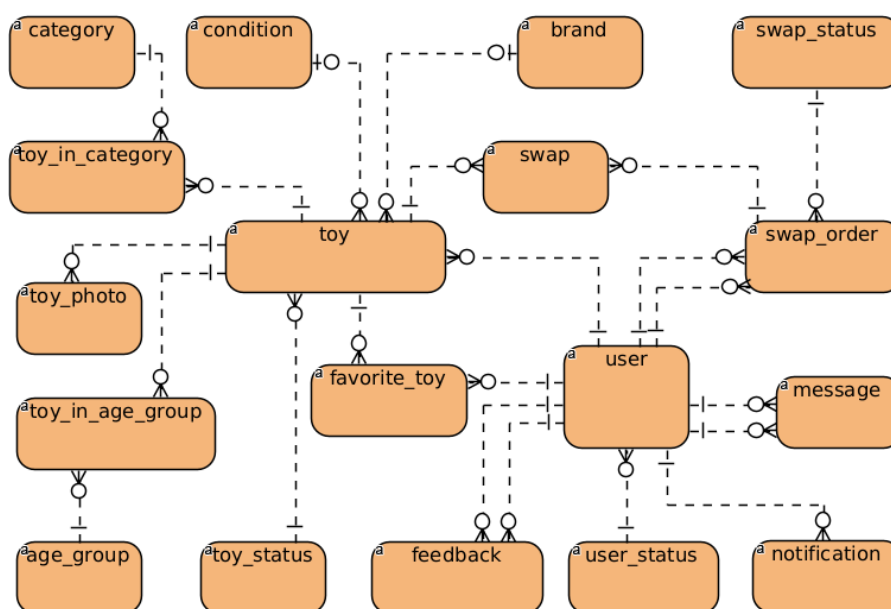 a category
a condition
a brand
a swap_status
a toy_in_category
a swap
a toy
a swap_order
a toy_photo
a user
a favorite_toy
a message
a toy_in_age_group
a age_group
a toy_status
a feedback
a user_status
a notification